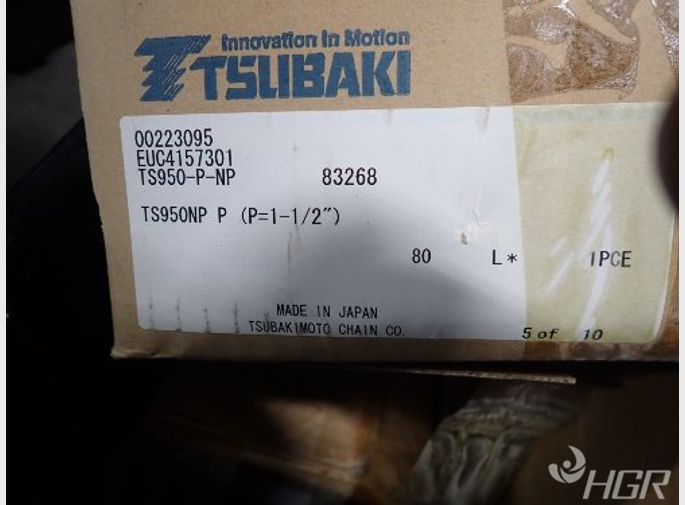 Innovation in Motion
TSUBAKI
00223095
EUC4157301
TS950-P-NP 83268
TS950NP P (P=1-1/2")
80 L* 1PCE
MADE IN JAPAN
TSUBAKIMOTO CHAIN CO.
5 of 10
HGR